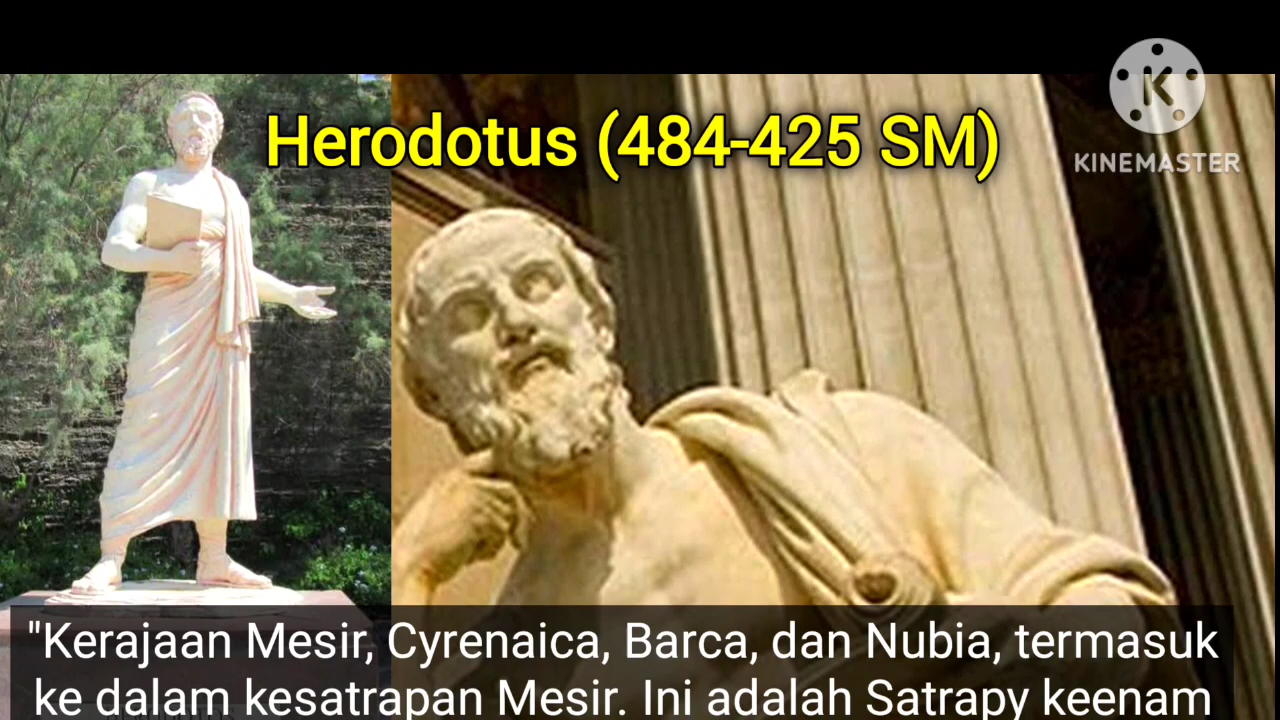 Herodotus (484-425 SM)
K
KINEMASTER
"Kerajaan Mesir, Cyrenaica, Barca, dan Nubia, termasuk
ke dalam kesatrapan Mesir. Ini adalah Satrapy keenam